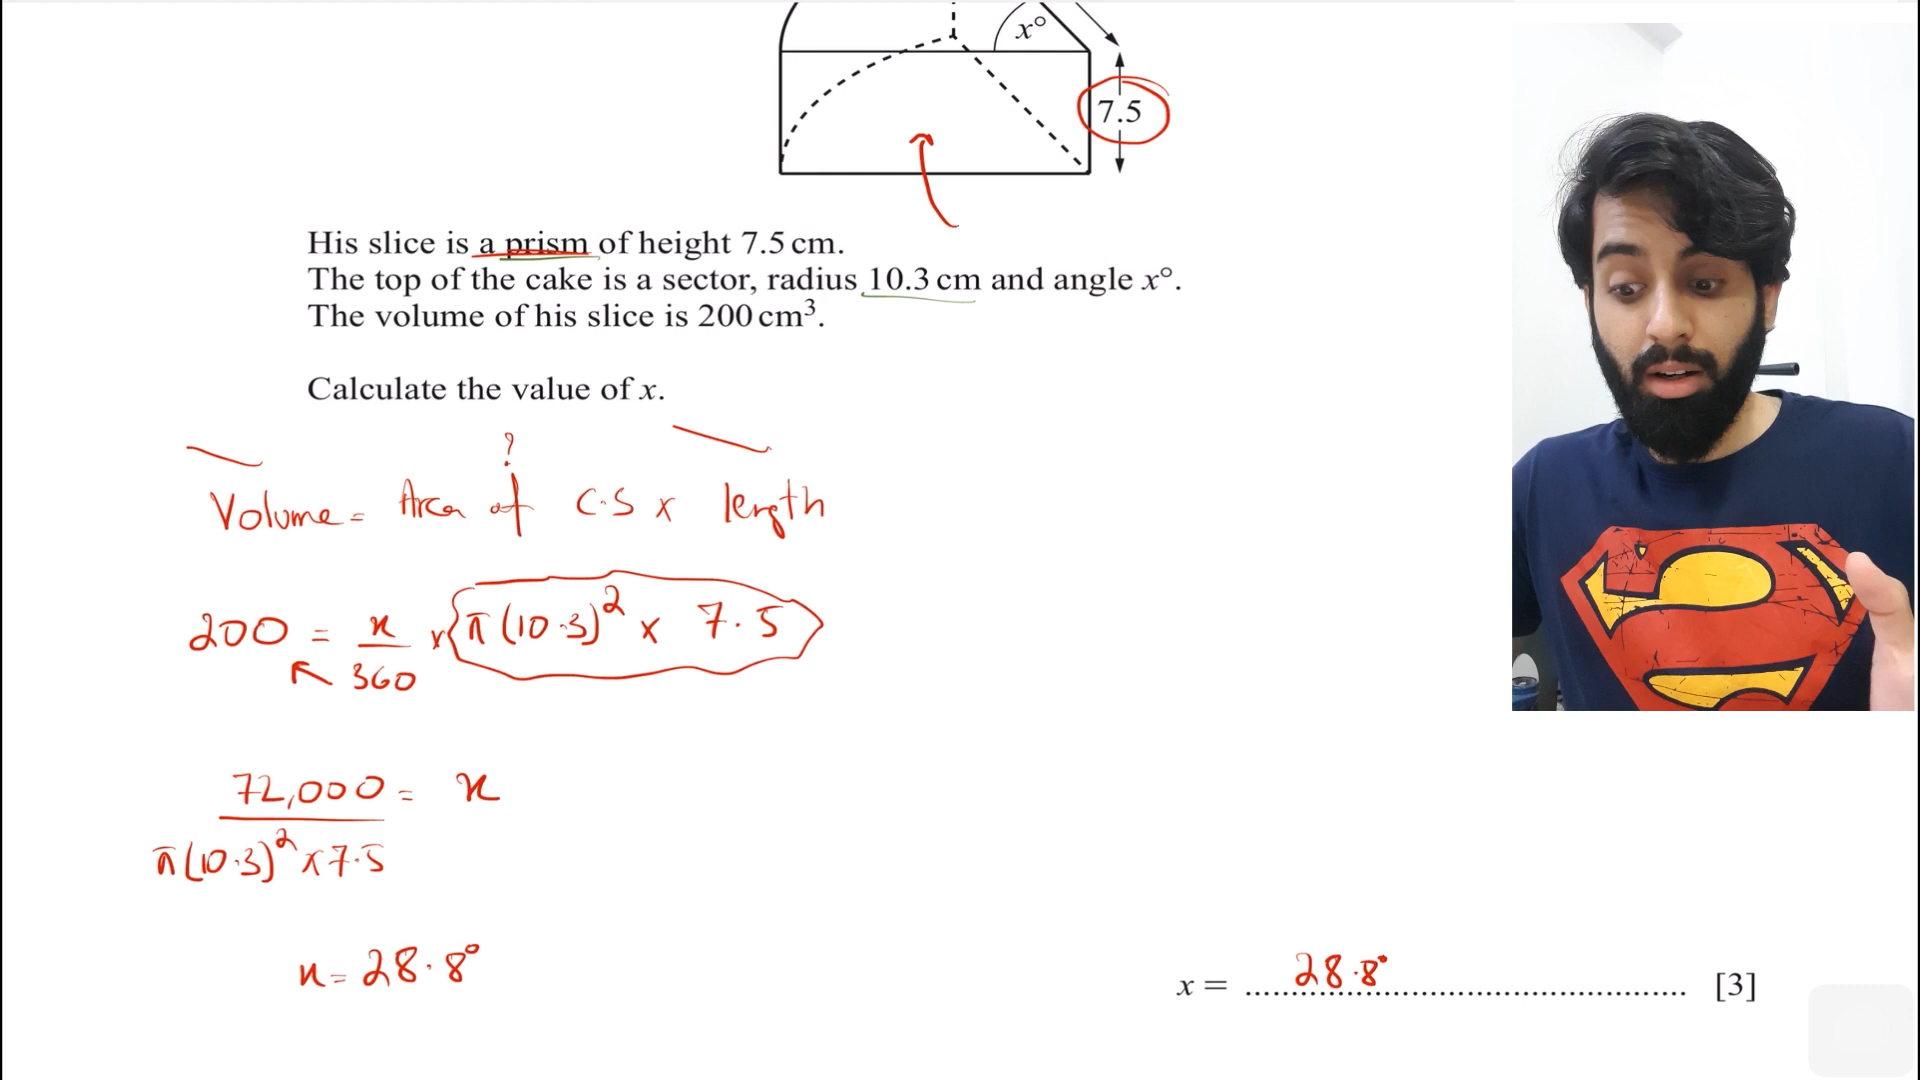 x°
7.5
His slice is a prism of height 7.5 cm.
The top of the cake is a sector, radius 10.3 cm and angle x°.
The volume of his slice is 200 cm³.
Calculate the value of x.
?
Volume = Area of C.S x length
200 = x/360 x π(10.3)² x 7.5
72,000 = x
π(10.3)² x 7.5
x = 28.8°
x = 28.8° [3]